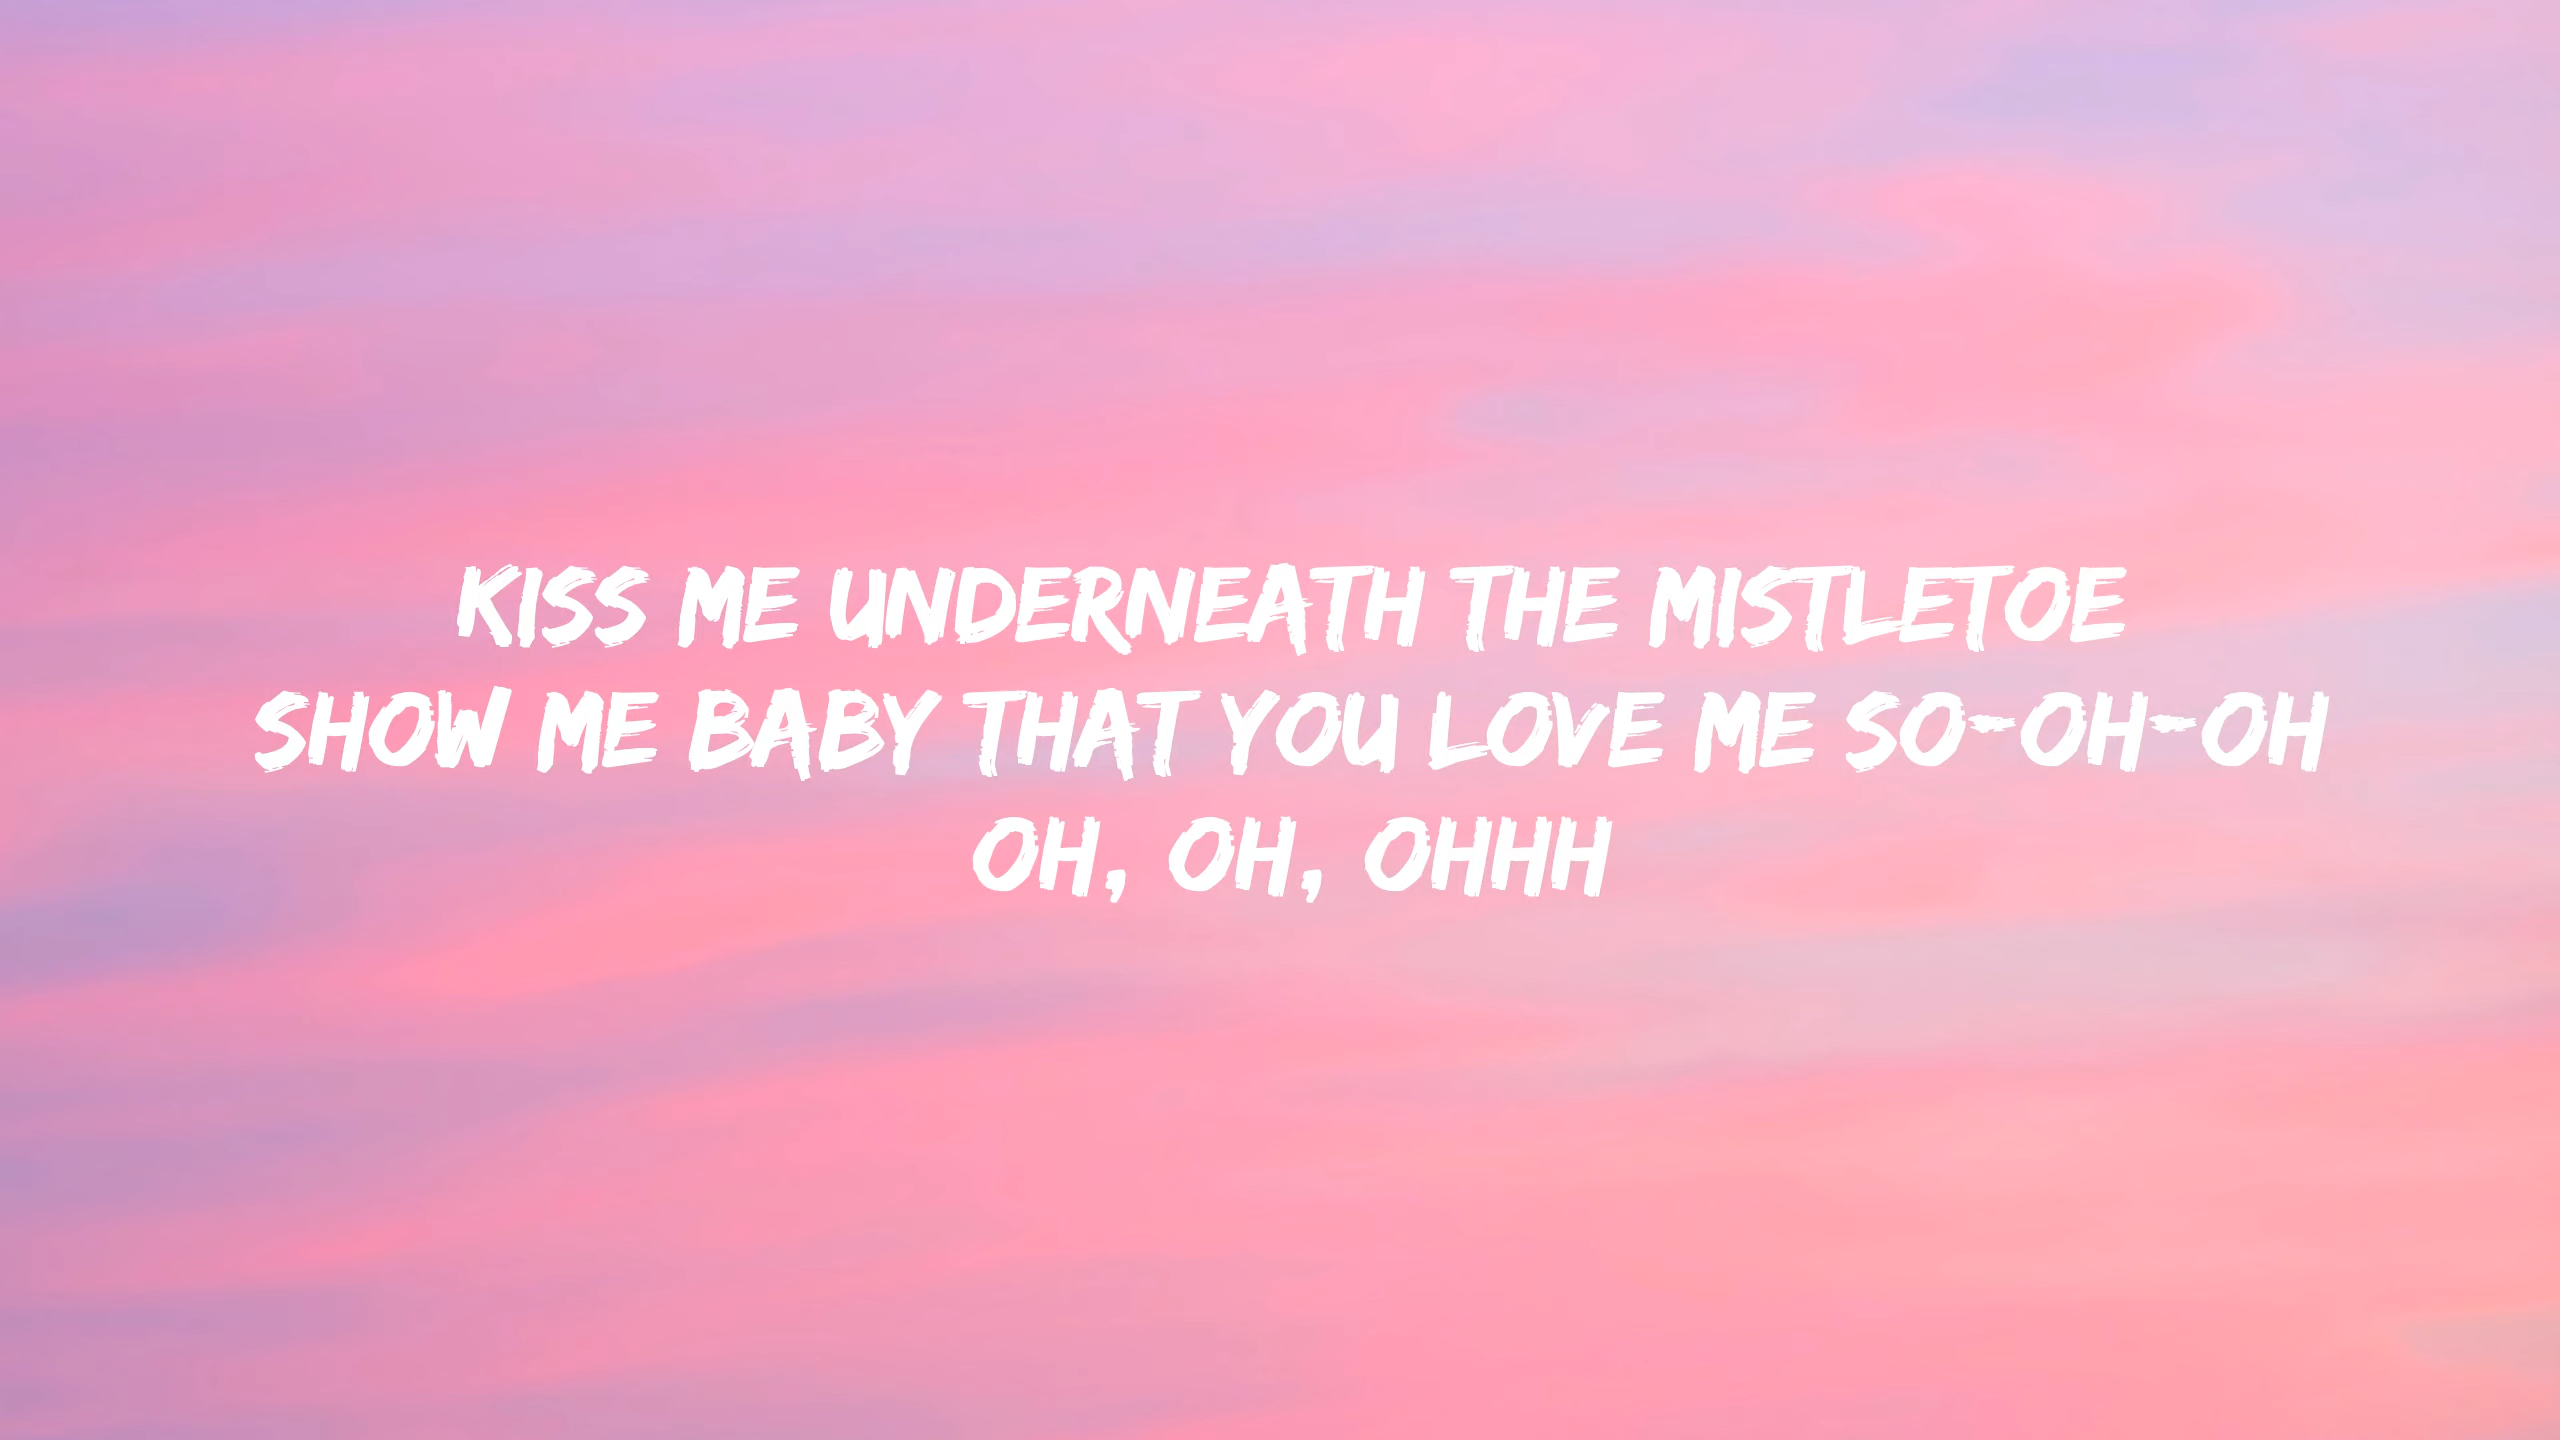 KISS ME UNDERNEATH THE MISTLETOE
SHOW ME BABY THAT YOU LOVE ME SO-OH-OH
OH, OH, OHHH